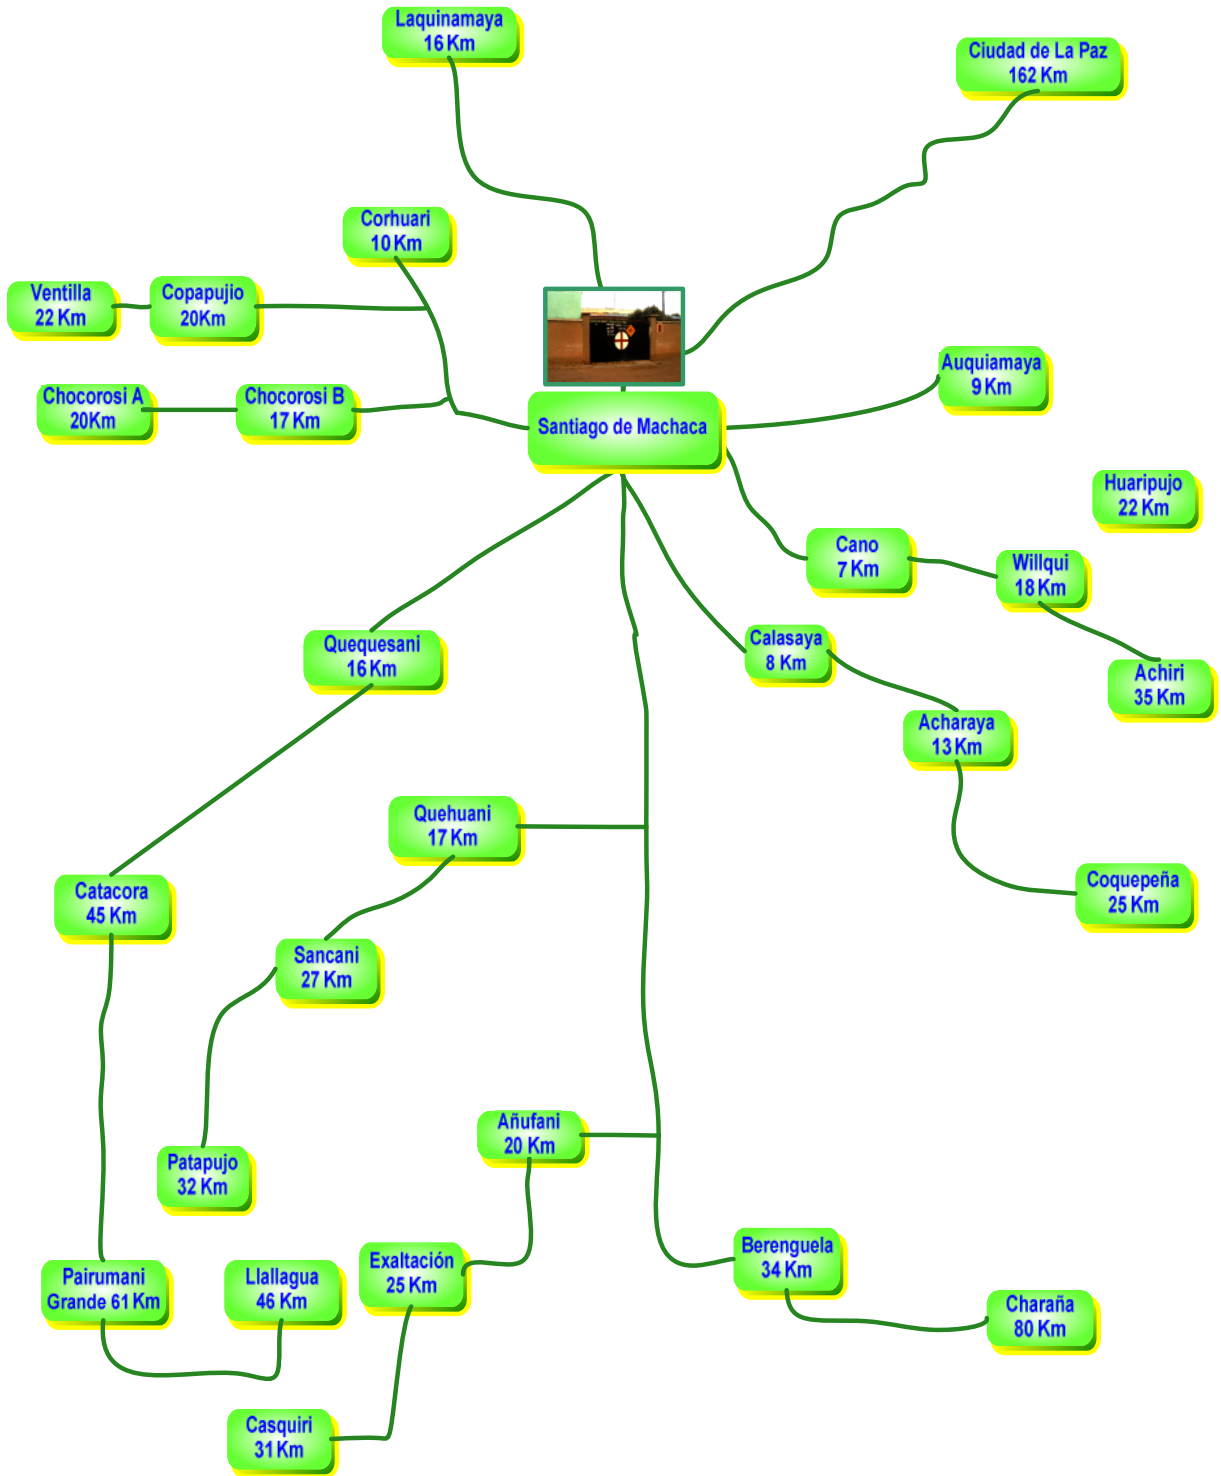 Laquinamaya
16 Km
Ciudad de La Paz
162 Km
Corhuari
10 Km
Ventilla
22 Km
Copapujio
20Km
Auquiamaya
9 Km
Chocorosi A
20Km
Chocorosi B
17 Km
Santiago de Machaca
Huaripujo
22 Km
Cano
7 Km
Willqui
18 Km
Quequesani
16 Km
Calasaya
8 Km
Achiri
35 Km
Acharaya
13 Km
Quehuani
17 Km
Catacora
45 Km
Coquepeña
25 Km
Sancani
27 Km
Añufani
20 Km
Patapujo
32 Km
Berenguela
34 Km
Exaltación
25 Km
Pairumani
Grande 61 Km
Llallagua
46 Km
Charaña
80 Km
Casquiri
31 Km